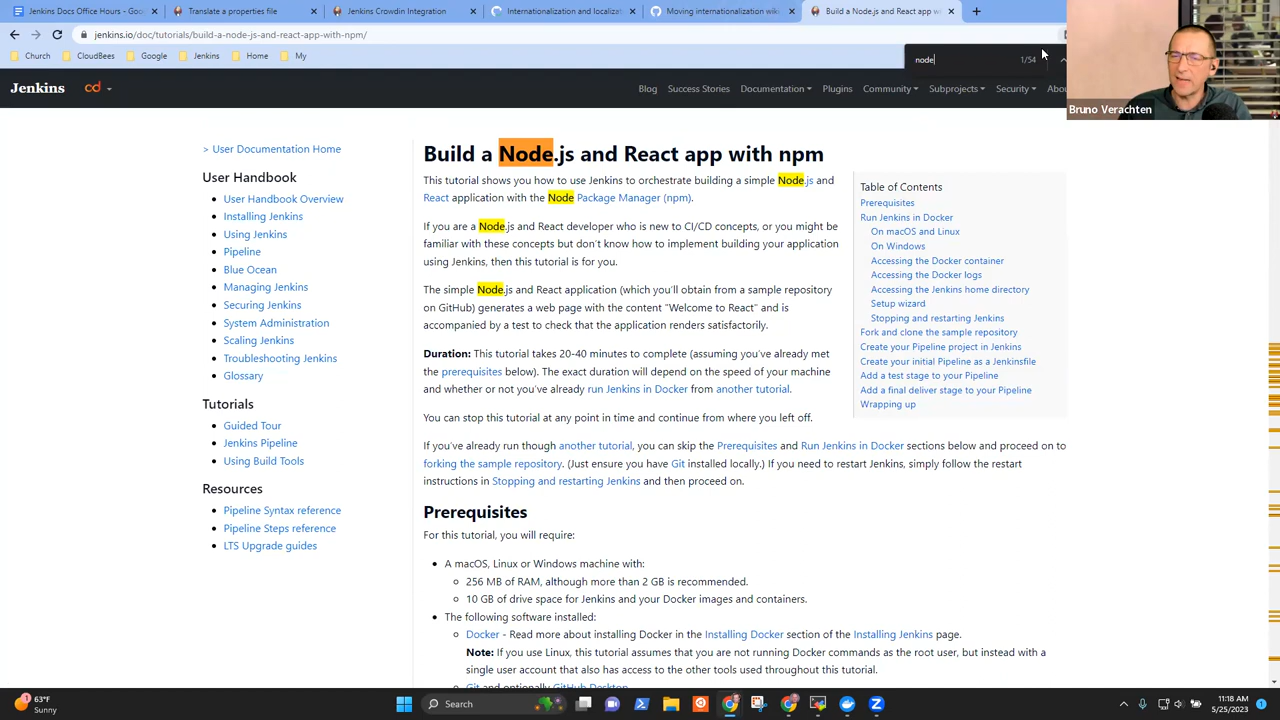 Jenkins Docs Office Hours - Goo
Translate a properties file
Jenkins Crowdin Integration
Internationalization and localizat
Moving internationalization wiki
Build a Node.js and React app wi
jenkins.io/doc/tutorials/build-a-node-js-and-react-app-with-npm/
Church
CloudBees
Google
Jenkins
Home
My
node
1/54
Bruno Verachten
Jenkins
cd
Blog
Success Stories
Documentation
Plugins
Community
Subprojects
Security
Abou
> User Documentation Home
User Handbook
User Handbook Overview
Installing Jenkins
Using Jenkins
Pipeline
Blue Ocean
Managing Jenkins
Securing Jenkins
System Administration
Scaling Jenkins
Troubleshooting Jenkins
Glossary
Tutorials
Guided Tour
Jenkins Pipeline
Using Build Tools
Resources
Pipeline Syntax reference
Pipeline Steps reference
LTS Upgrade guides
Build a Node.js and React app with npm
This tutorial shows you how to use Jenkins to orchestrate building a simple Node.js and
React application with the Node Package Manager (npm).
If you are a Node.js and React developer who is new to CI/CD concepts, or you might be
familiar with these concepts but don't know how to implement building your application
using Jenkins, then this tutorial is for you.
The simple Node.js and React application (which you'll obtain from a sample repository
on GitHub) generates a web page with the content "Welcome to React" and is
accompanied by a test to check that the application renders satisfactorily.
Duration: This tutorial takes 20-40 minutes to complete (assuming you've already met
the prerequisites below). The exact duration will depend on the speed of your machine
and whether or not you've already run Jenkins in Docker from another tutorial.
You can stop this tutorial at any point in time and continue from where you left off.
If you've already run though another tutorial, you can skip the Prerequisites and Run Jenkins in Docker sections below and proceed on to
forking the sample repository. (Just ensure you have Git installed locally.) If you need to restart Jenkins, simply follow the restart
instructions in Stopping and restarting Jenkins and then proceed on.
Prerequisites
For this tutorial, you will require:
A macOS, Linux or Windows machine with:
256 MB of RAM, although more than 2 GB is recommended.
10 GB of drive space for Jenkins and your Docker images and containers.
The following software installed:
Docker - Read more about installing Docker in the Installing Docker section of the Installing Jenkins page.
Note: If you use Linux, this tutorial assumes that you are not running Docker commands as the root user, but instead with a
single user account that also has access to the other tools used throughout this tutorial.
Git and optionally GitHub Desktop.
Table of Contents
Prerequisites
Run Jenkins in Docker
On macOS and Linux
On Windows
Accessing the Docker container
Accessing the Docker logs
Accessing the Jenkins home directory
Setup wizard
Stopping and restarting Jenkins
Fork and clone the sample repository
Create your Pipeline project in Jenkins
Create your initial Pipeline as a Jenkinsfile
Add a test stage to your Pipeline
Add a final deliver stage to your Pipeline
Wrapping up
63°F
Sunny
Search
11:18 AM
5/25/2023